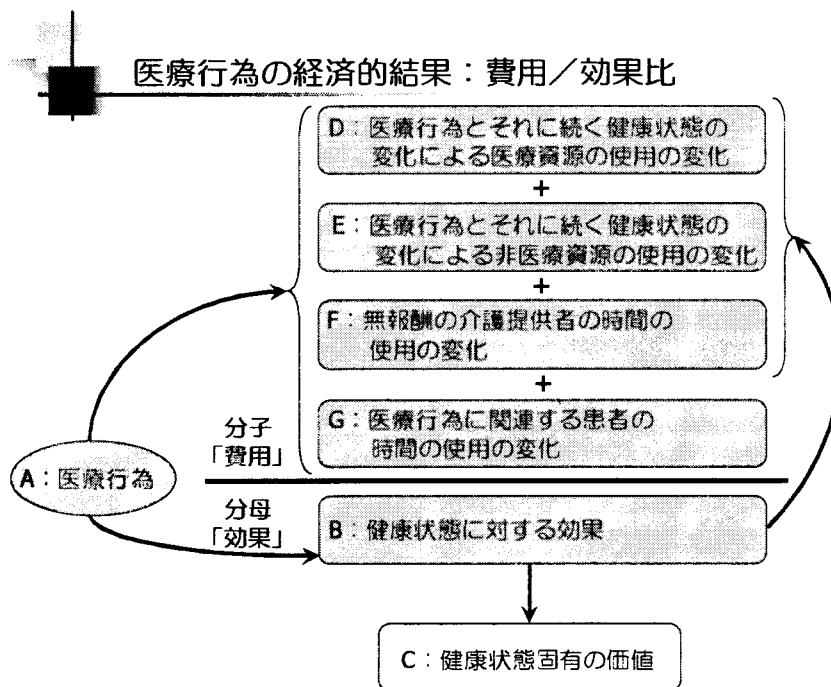 医療行為の経済的結果：費用／効果比
D：医療行為とそれに続く健康状態の
変化による医療資源の使用の変化
+
E：医療行為とそれに続く健康状態の
変化による非医療資源の使用の変化
+
F：無報酬の介護提供者の時間の
使用の変化
+
G：医療行為に関連する患者の
時間の使用の変化
分子
「費用」
A：医療行為
分母
「効果」
B：健康状態に対する効果
C：健康状態固有の価値